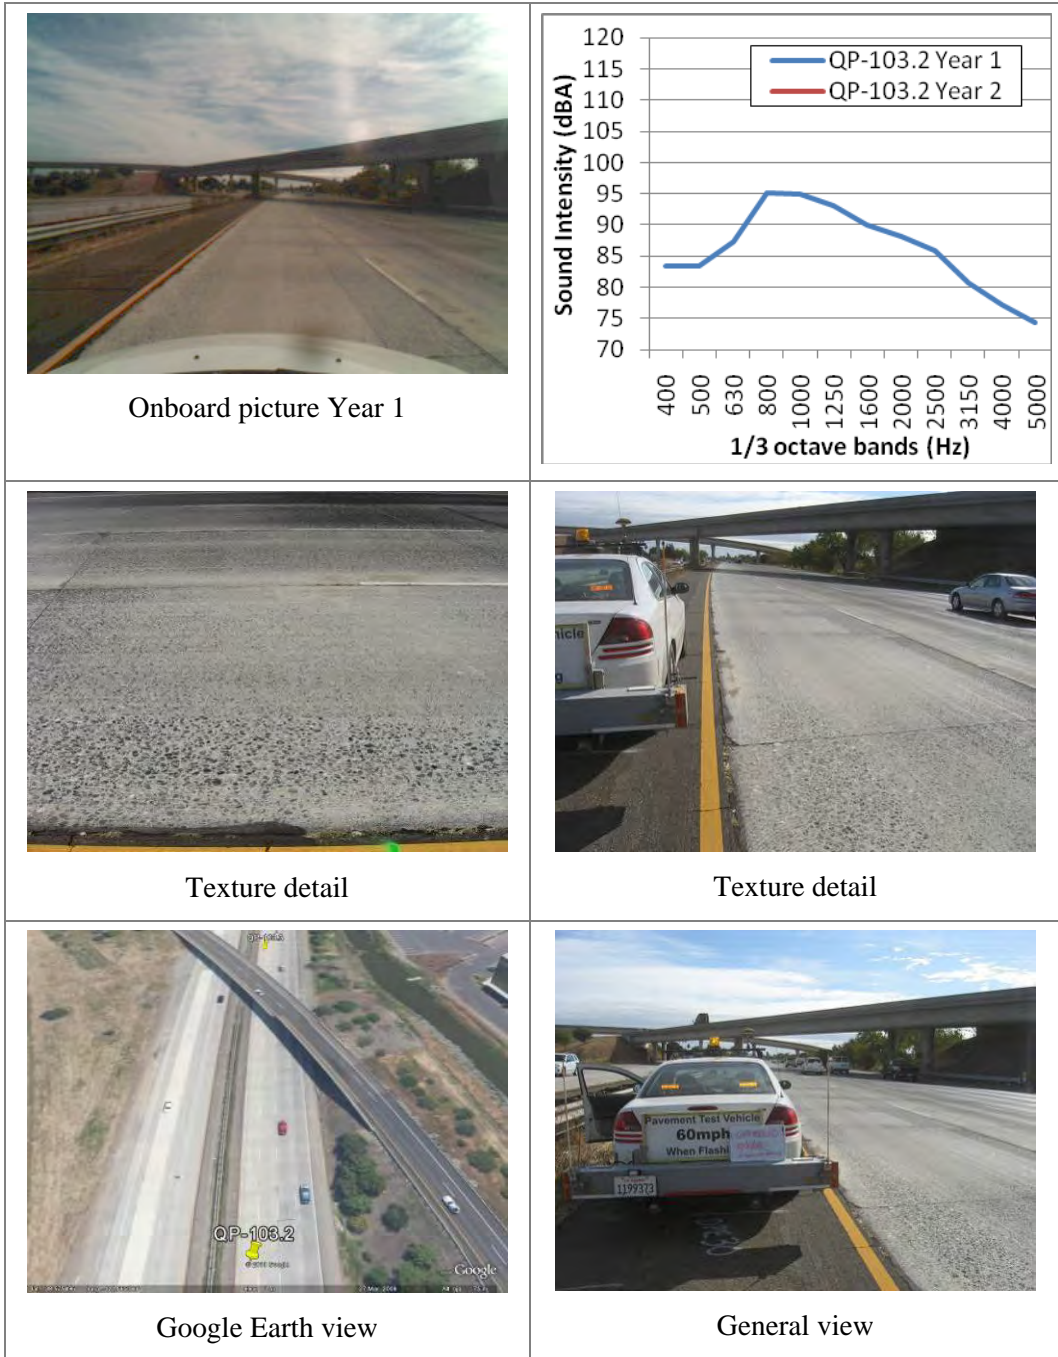 Onboard picture Year 1
120
115
110
105
100
95
90
85
80
75
70
Sound Intensity (dBA)
QP-103.2 Year 1
QP-103.2 Year 2
400
500
630
800
1000
1250
1600
2000
2500
3150
4000
5000
1/3 octave bands (Hz)
Texture detail
Texture detail
QP-103.2
Google
Google Earth view
Pavement Test Vehicle
60mph
When Flashi
1199373
General view